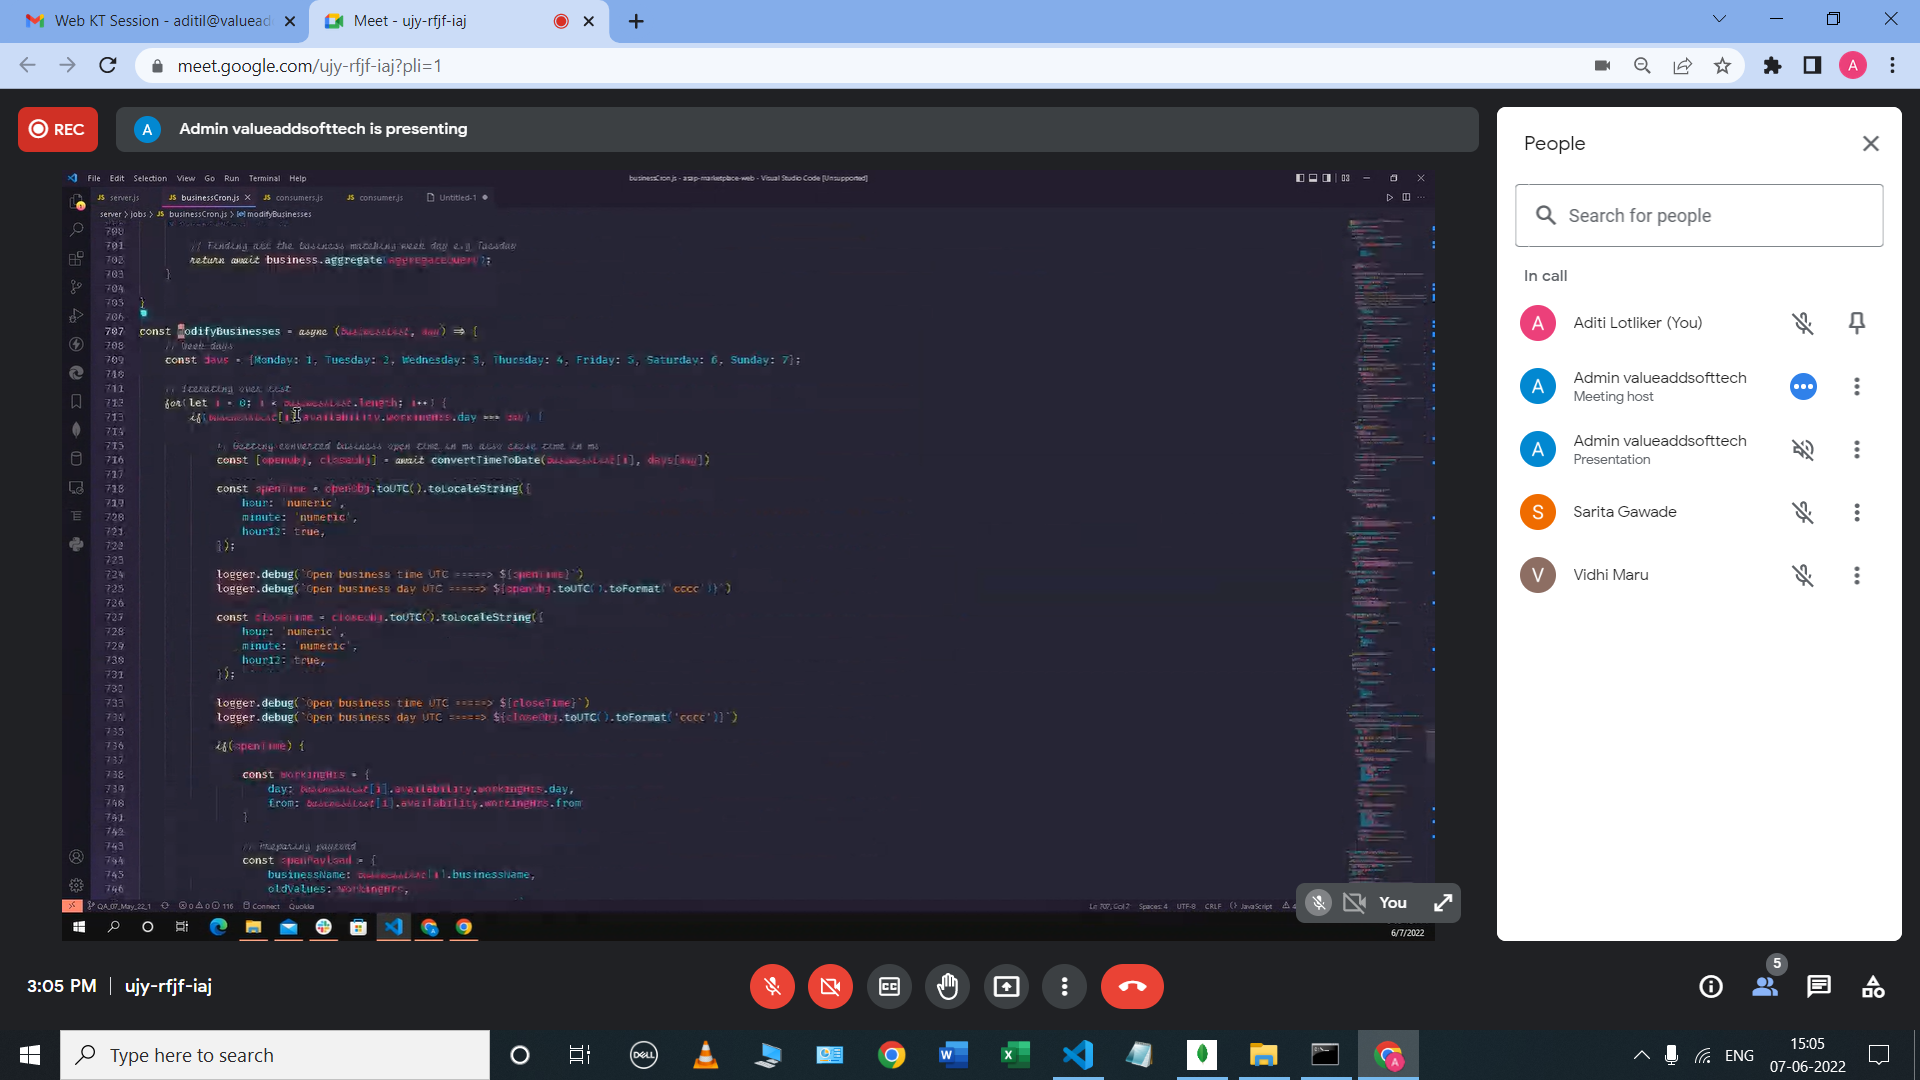 Web KT Session - aditil@valuead
Meet - ujy-rfjf-iaj
meet.google.com/ujy-rfjf-iaj?pli=1
A
REC
A
Admin valueaddsofttech is presenting
File Edit Selection View Go Run Terminal Help
businessCron.js - asap-marketplace-web - Visual Studio Code [Unsupported]
JS server.js
JS businessCron.js
JS consumers.js
JS consumer.js
Untitled-1
server > jobs > JS businessCron.js > modifyBusinesses
700
701 // Finding all the business matching week day e.g Tuesday
702 return await business.aggregate(aggregateQuery);
703 }
704
705 }
706
707 const modifyBusinesses = async (businessList, day) => {
708 // Week days
709 const days = {Monday: 1, Tuesday: 2, Wednesday: 3, Thursday: 4, Friday: 5, Saturday: 6, Sunday: 7};
710
711 // Iterating over list
712 for(let i = 0; i < businessList.length; i++) {
713 if(businessList[i].availability.workingHrs.day === day) {
714
715 // Getting converted business open time in ms also close time in ms
716 const [openObj, closeObj] = await convertTimeToDate(businessList[i], days[day])
717
718 const openTime = openObj.toUTC().toLocaleString({
719 hour: 'numeric',
720 minute: 'numeric',
721 hour12: true,
722 });
723
724 logger.debug(`Open business time UTC =====> ${openTime}`)
725 logger.debug(`Open business day UTC =====> ${openObj.toUTC().toFormat('cccc')}`)
726
727 const closeTime = closeObj.toUTC().toLocaleString({
728 hour: 'numeric',
729 minute: 'numeric',
730 hour12: true,
731 });
732
733 logger.debug(`Open business time UTC =====> ${closeTime}`)
734 logger.debug(`Open business day UTC =====> ${closeObj.toUTC().toFormat('cccc')}`)
735
736 if(openTime) {
737
738 const workingHrs = {
739 day: businessList[i].availability.workingHrs.day,
740 from: businessList[i].availability.workingHrs.from
741 }
742
743 // Preparing payload
744 const openPayload = {
745 businessName: businessList[i].businessName,
746 oldValues: workingHrs,
QA_07_May_22_1 0 0 116 Connect Quokka
Ln 707, Col 7 Spaces: 4 UTF-8 CRLF JavaScript
6/7/2022
You
People
Search for people
In call
A
Aditi Lotliker (You)
A
Admin valueaddsofttech
Meeting host
A
Admin valueaddsofttech
Presentation
S
Sarita Gawade
V
Vidhi Maru
3:05 PM
ujy-rfjf-iaj
CC
5
Type here to search
DELL
ENG
15:05
07-06-2022